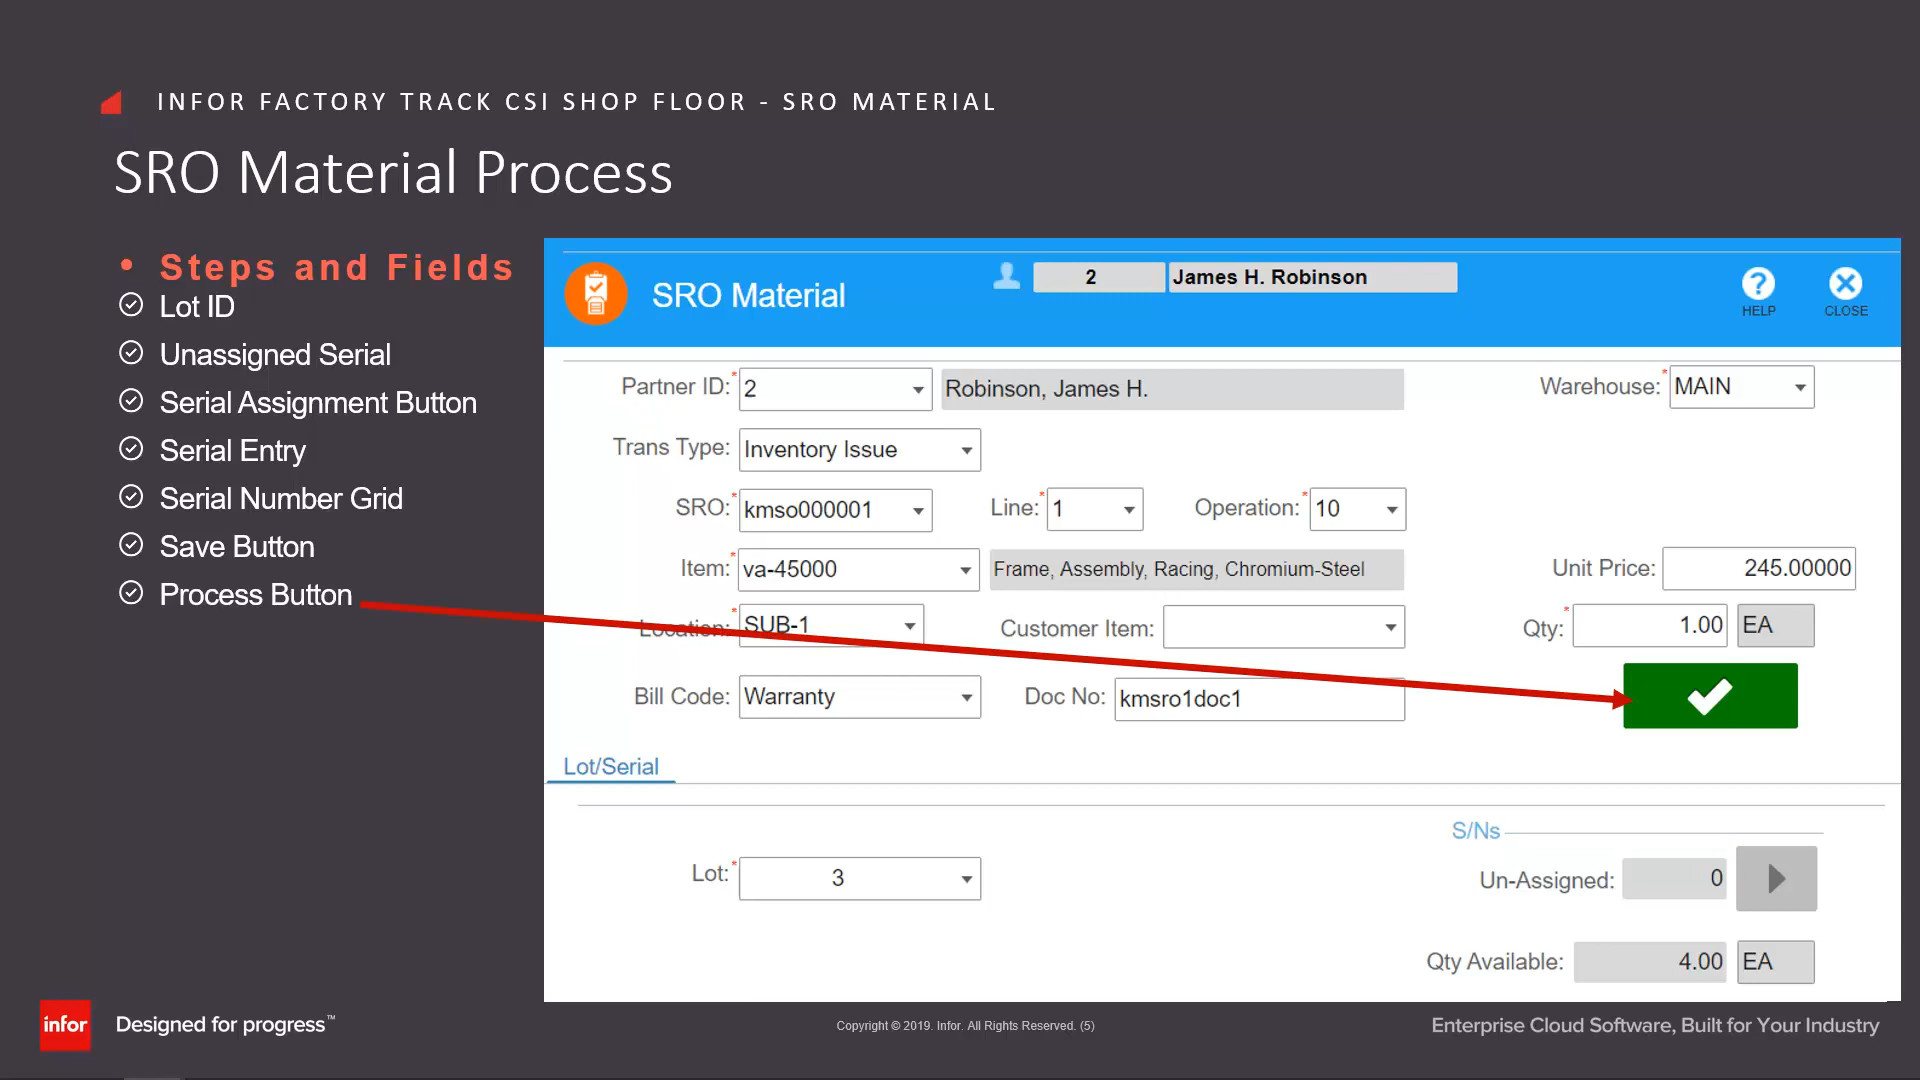 INFOR FACTORY TRACK CSI SHOP FLOOR - SRO MATERIAL
SRO Material Process
• Steps and Fields
Lot ID
Unassigned Serial
Serial Assignment Button
Serial Entry
Serial Number Grid
Save Button
Process Button
SRO Material
2 James H. Robinson
HELP CLOSE
Partner ID:* 2 Robinson, James H. Warehouse:* MAIN
Trans Type: Inventory Issue
SRO:* kmso000001 Line:* 1 Operation:* 10
Item:* va-45000 Frame, Assembly, Racing, Chromium-Steel Unit Price: 245.00000
Location:* SUB-1 Customer Item: Qty:* 1.00 EA
Bill Code: Warranty Doc No: kmsro1doc1
Lot/Serial
S/Ns
Lot:* 3 Un-Assigned: 0
Qty Available: 4.00 EA
infor Designed for progress™
Copyright © 2019. Infor. All Rights Reserved. (5)
Enterprise Cloud Software, Built for Your Industry